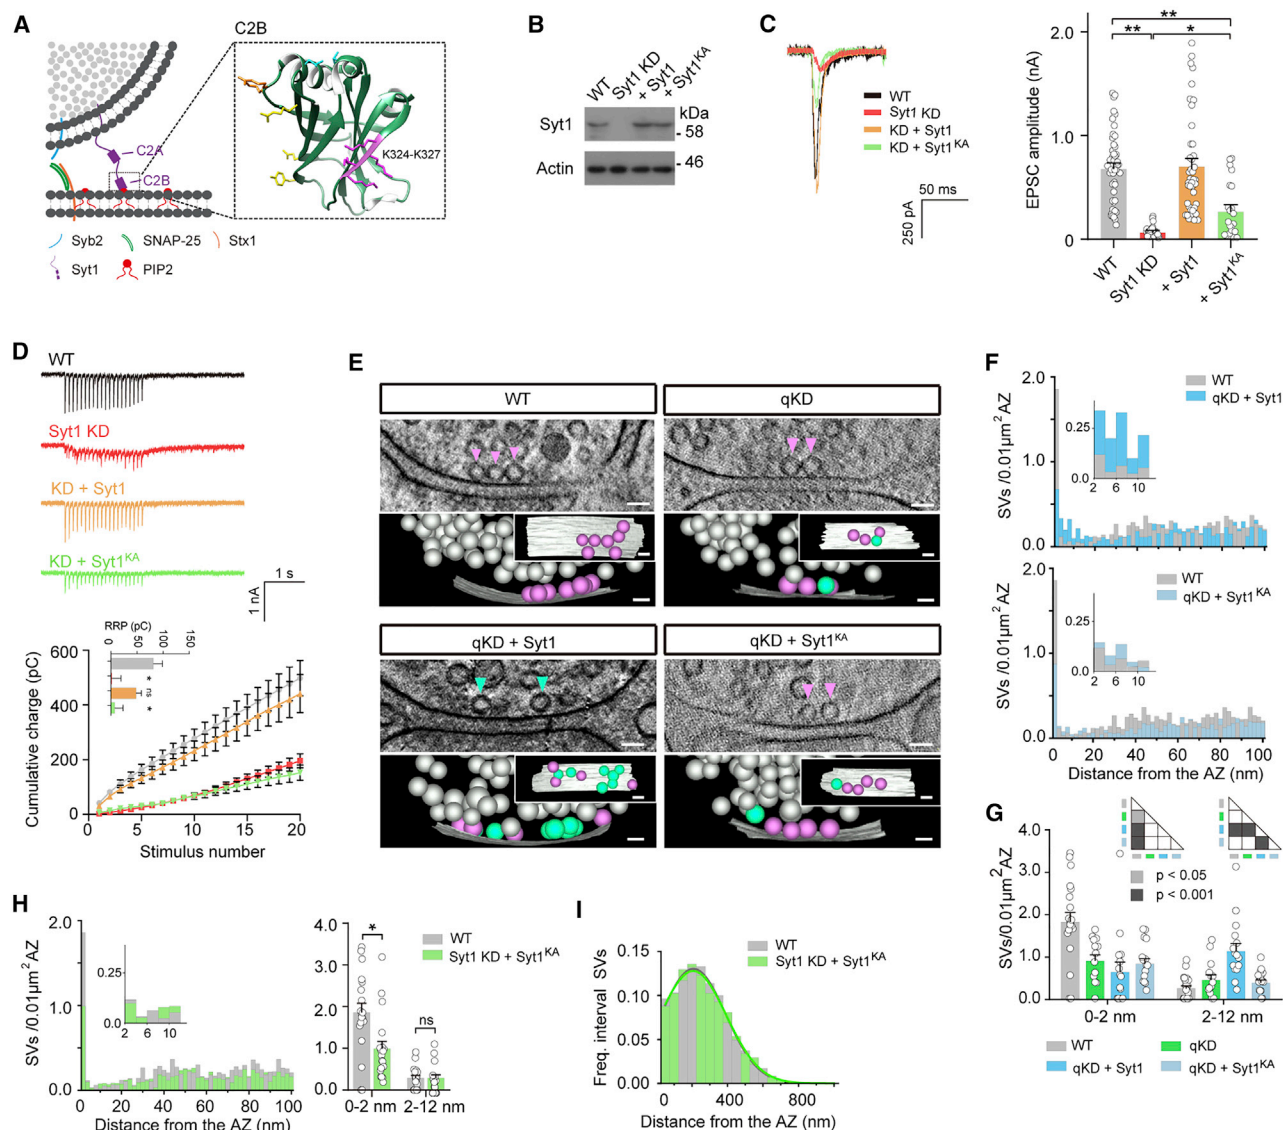 A
C2B
C2A
C2B
K324-K327
Syb2
SNAP-25
Stx1
Syt1
PIP2
B
WT
Syt1 KD
+ Syt1
+ Syt1KA
kDa
Syt1
- 58
Actin
- 46
C
WT
Syt1 KD
KD + Syt1
KD + Syt1KA
50 ms
250 pA
EPSC amplitude (nA)
2.0
1.0
0
**
**
*
WT
Syt1 KD
+ Syt1
+ Syt1KA
D
WT
Syt1 KD
KD + Syt1
KD + Syt1KA
1 s
1 nA
RRP (pC)
0
50
100
150
*
ns
*
Cumulative charge (pC)
600
400
200
0
0
5
10
15
20
Stimulus number
E
WT
qKD
qKD + Syt1
qKD + Syt1KA
F
SVs /0.01µm2 AZ
2.0
1.0
0.0
WT
qKD + Syt1
0.25
0.0
2 6 10
0 20 40 60 80 100
SVs /0.01µm2 AZ
2.0
1.0
0.0
WT
qKD + Syt1KA
0.25
0.0
2 6 10
0 20 40 60 80 100
Distance from the AZ (nm)
G
SVs/0.01µm2AZ
4.0
3.0
2.0
1.0
0.0
p < 0.05
p < 0.001
0-2 nm
2-12 nm
WT
qKD
qKD + Syt1
qKD + Syt1KA
H
SVs /0.01µm2 AZ
2.0
1.0
0.0
0.25
0.0
2 6 10
0 20 40 60 80 100
Distance from the AZ (nm)
4.0
3.0
2.0
1.0
0.0
*
ns
WT
Syt1 KD + Syt1KA
0-2 nm
2-12 nm
I
Freq. interval SVs
0.15
0.10
0.05
0.00
WT
Syt1 KD + Syt1KA
0
400
800
Distance from the AZ (nm)